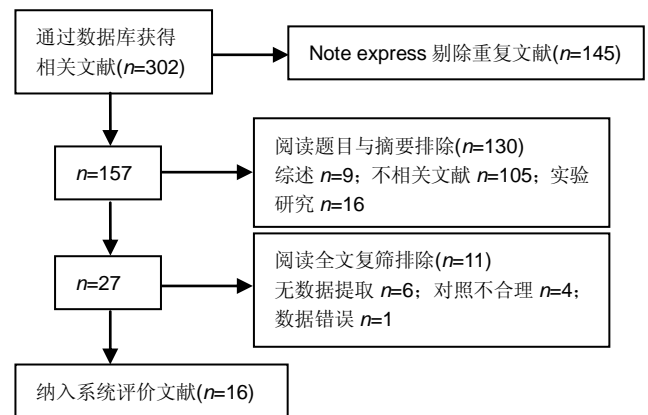 通过数据库获得
相关文献(n=302)
Note express 剔除重复文献(n=145)
n=157
阅读题目与摘要排除(n=130)
综述 n=9；不相关文献 n=105；实验
研究 n=16
n=27
阅读全文复筛排除(n=11)
无数据提取 n=6；对照不合理 n=4；
数据错误 n=1
纳入系统评价文献(n=16)